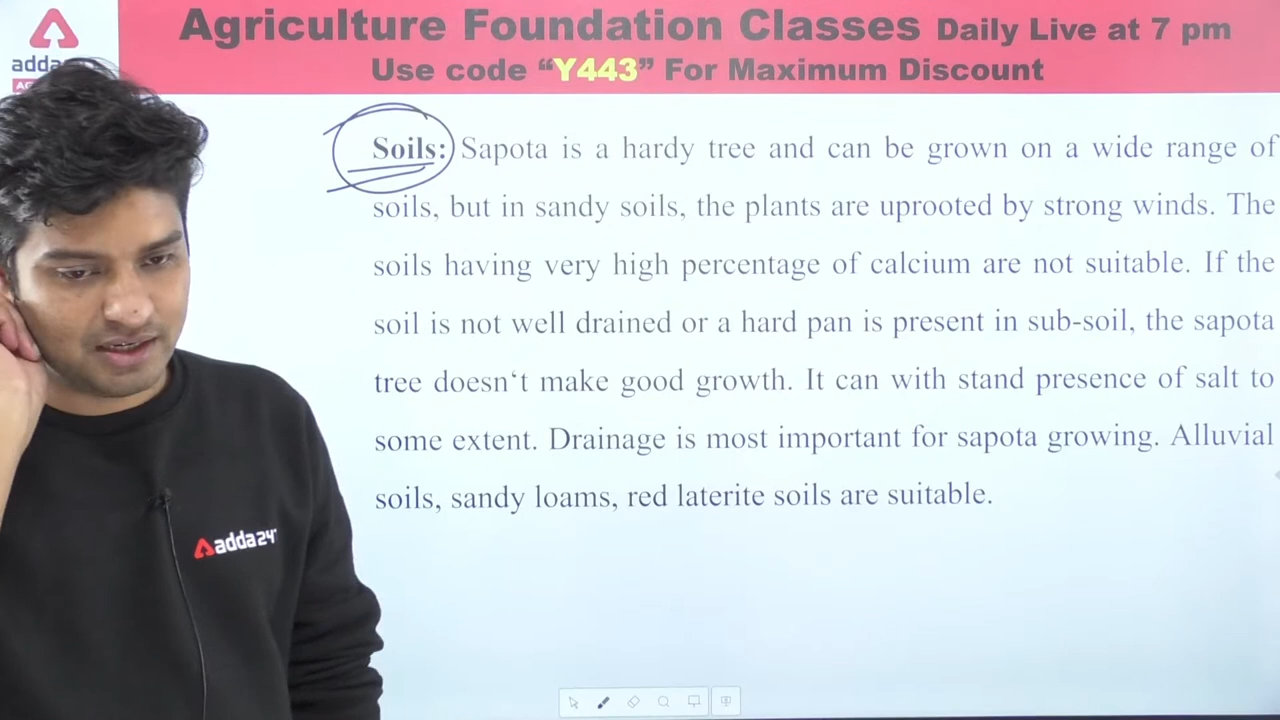 Agriculture Foundation Classes Daily Live at 7 pm
Use code “Y443” For Maximum Discount
adda
Soils: Sapota is a hardy tree and can be grown on a wide range of
soils, but in sandy soils, the plants are uprooted by strong winds. The
soils having very high percentage of calcium are not suitable. If the
soil is not well drained or a hard pan is present in sub-soil, the sapota
tree doesn‘t make good growth. It can with stand presence of salt to
some extent. Drainage is most important for sapota growing. Alluvial
soils, sandy loams, red laterite soils are suitable.
adda24